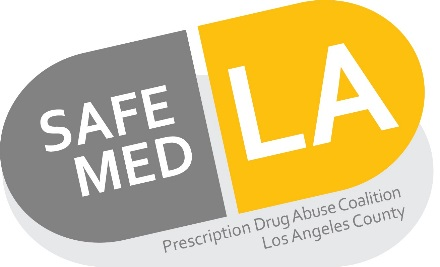 SAFE
MED
LA
Prescription Drug Abuse Coalition
Los Angeles County